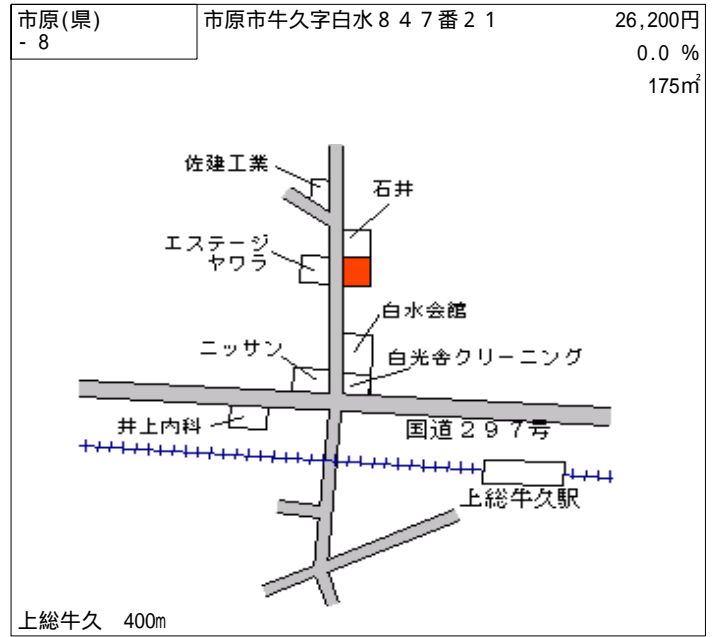 市原(県)
- 8
市原市牛久字白水８４７番２１
26,200円
0.0 %
175㎡
佐建工業
石井
エステージ
ヤワラ
白水会館
ニッサン
白光舎クリーニング
井上内科
国道２９７号
上総牛久駅
上総牛久 400m